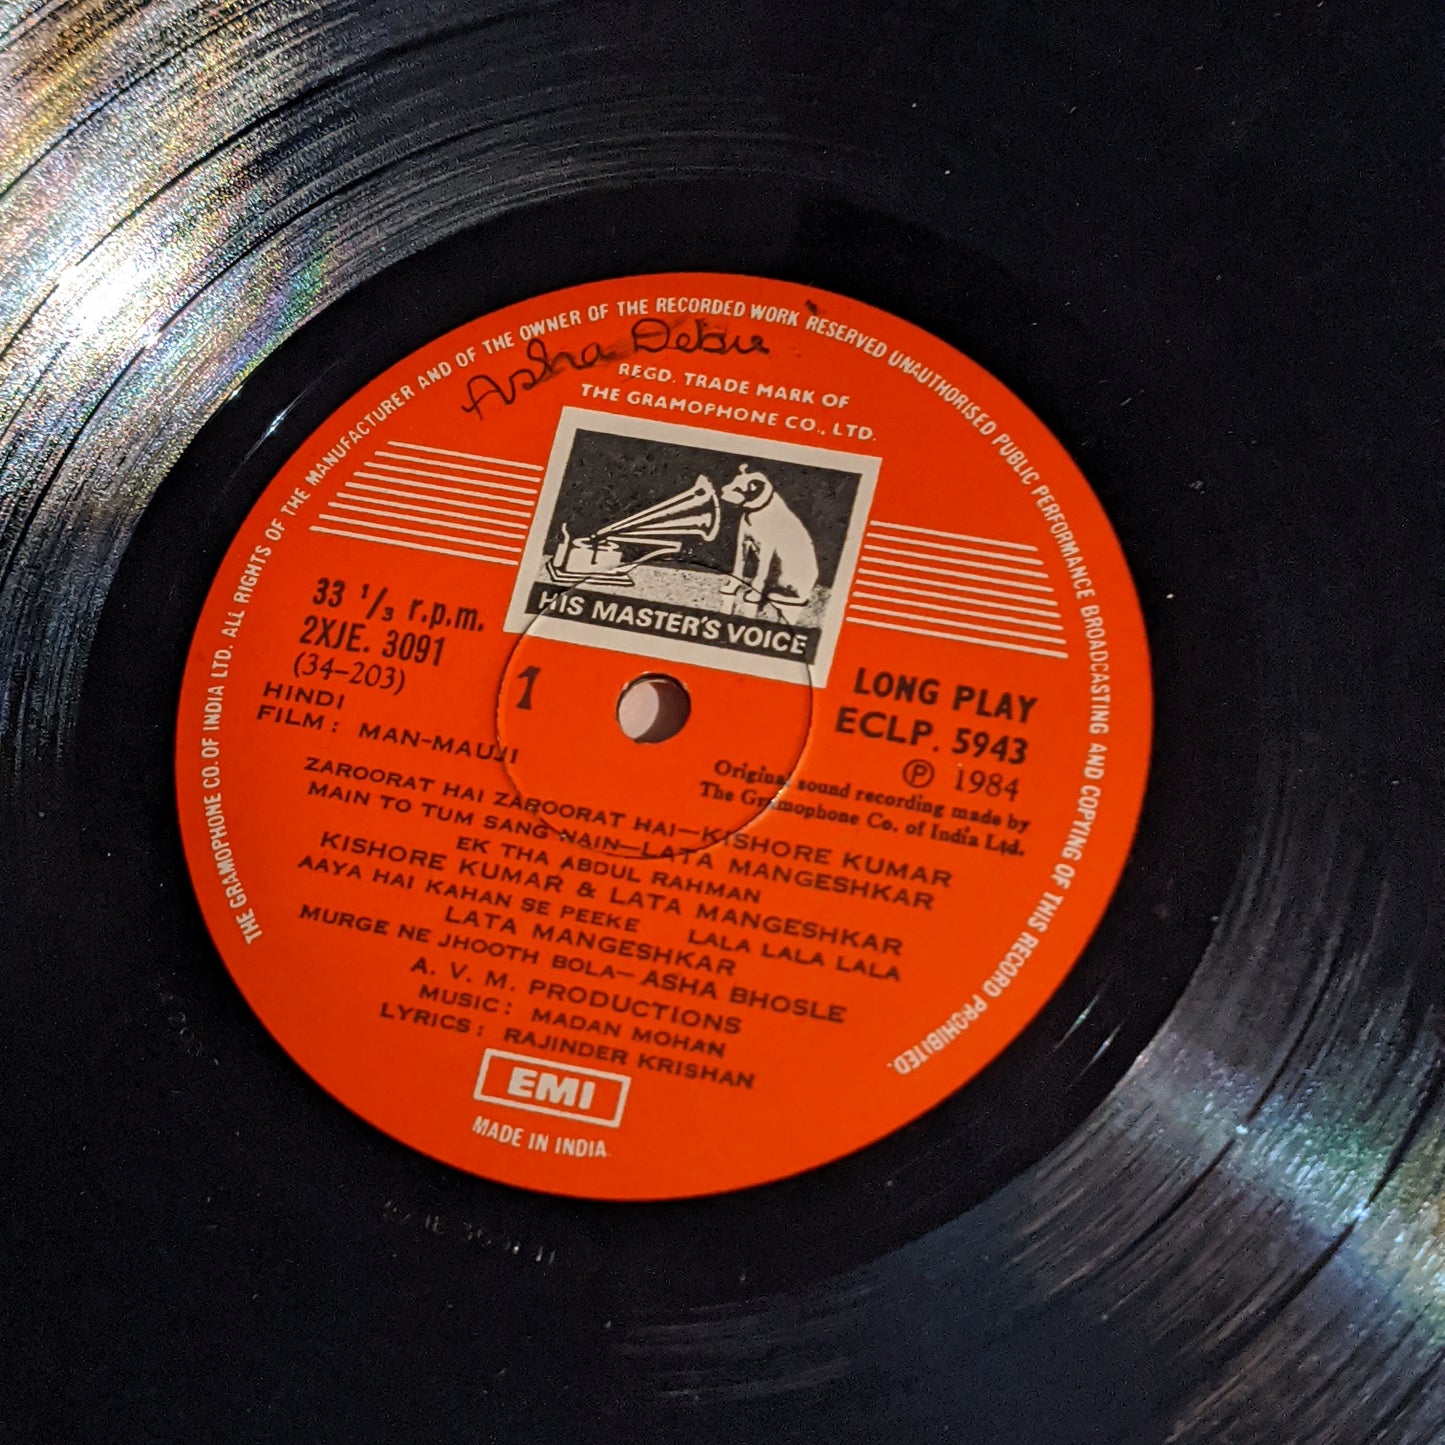 THE GRAMOPHONE CO. OF INDIA LTD. ALL RIGHTS OF THE MANUFACTURER AND OF THE OWNER OF THE RECORDED WORK RESERVED UNAUTHORISED PUBLIC PERFORMANCE BROADCASTING AND COPYING OF THIS RECORD PROHIBITED.
Asha Debu
REGD. TRADE MARK OF
THE GRAMOPHONE CO., LTD.
HIS MASTER'S VOICE
33 1/3 r.p.m.
2XJE. 3091
(34-203)
1
LONG PLAY
ECLP. 5943
℗ 1984
Original sound recording made by
The Gramophone Co. of India Ltd.
HINDI
FILM: MAN-MAUJI
ZAROORAT HAI ZAROORAT HAI—KISHORE KUMAR
MAIN TO TUM SANG NAIN—LATA MANGESHKAR
EK THA ABDUL RAHMAN
KISHORE KUMAR & LATA MANGESHKAR
AAYA HAI KAHAN SE PEEKE LALA LALA LALA
LATA MANGESHKAR
MURGE NE JHOOTH BOLA—ASHA BHOSLE
A. V. M. PRODUCTIONS
MUSIC: MADAN MOHAN
LYRICS: RAJINDER KRISHAN
EMI
MADE IN INDIA